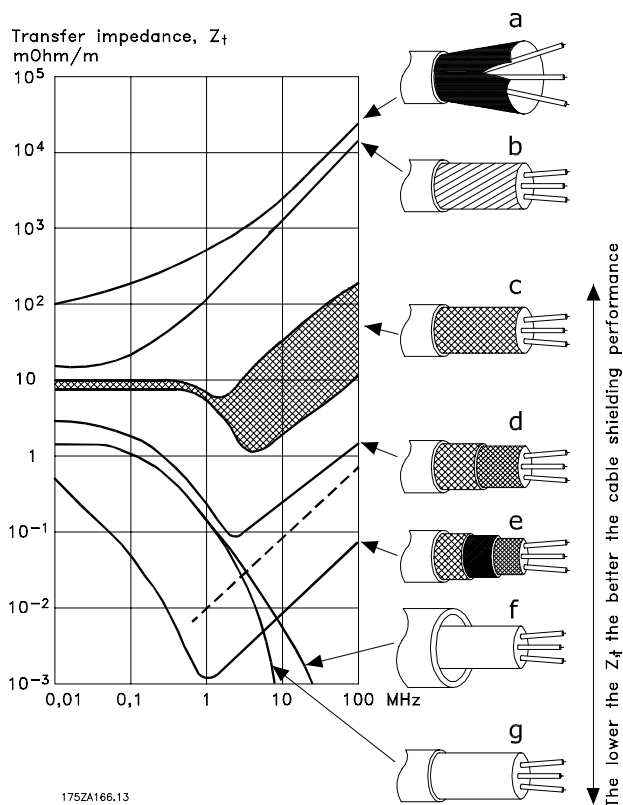 Transfer impedance, Zt
mOhm/m
10⁵
10⁴
10³
10²
10
1
10⁻¹
10⁻²
10⁻³
0,01 0,1 1 10 100 MHz
a
b
c
d
e
f
g
The lower the Zt the better the cable shielding performance
175ZA166.13